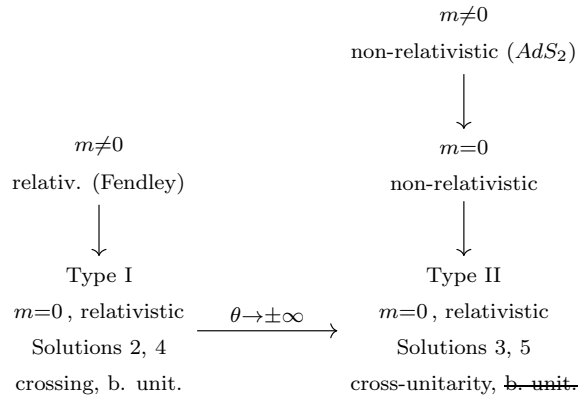 m≠0
non-relativistic (AdS₂)
m≠0
relativ. (Fendley)
m=0
non-relativistic
Type I
m=0 , relativistic
Solutions 2, 4
crossing, b. unit.
θ→±∞
Type II
m=0 , relativistic
Solutions 3, 5
cross-unitarity, b. unit.